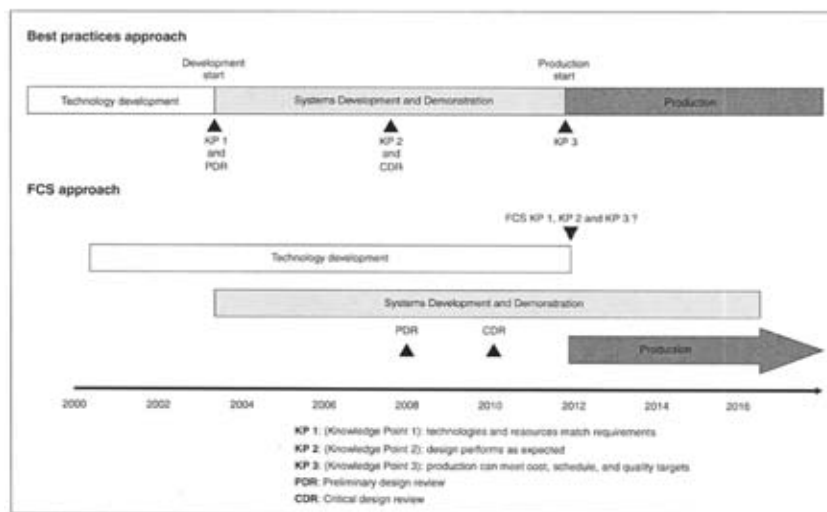 Best practices approach
Development start
Production start
Technology development
Systems Development and Demonstration
Production
KP 1 and PDR
KP 2 and CDR
KP 3
FCS approach
FCS KP 1, KP 2 and KP 3 ?
Technology development
Systems Development and Demonstration
PDR
CDR
Production
2000 2002 2004 2006 2008 2010 2012 2014 2016
KP 1: (Knowledge Point 1): technologies and resources match requirements
KP 2: (Knowledge Point 2): design performs as expected
KP 3: (Knowledge Point 3): production can meet cost, schedule, and quality targets
PDR: Preliminary design review
CDR: Critical design review